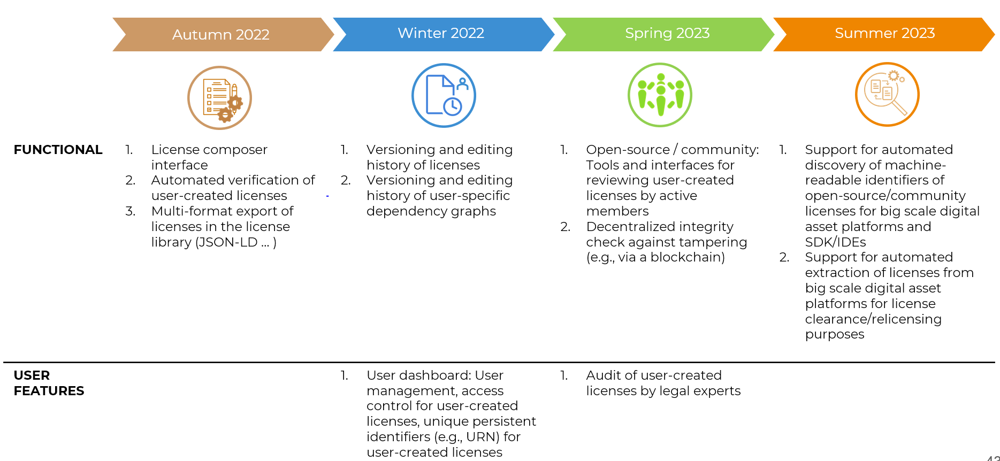 Autumn 2022
Winter 2022
Spring 2023
Summer 2023
FUNCTIONAL
1. License composer
interface
2. Automated verification of
user-created licenses
3. Multi-format export of
licenses in the license
library (JSON-LD ... )
-
1. Versioning and editing
history of licenses
2. Versioning and editing
history of user-specific
dependency graphs
1. Open-source / community:
Tools and interfaces for
reviewing user-created
licenses by active
members
2. Decentralized integrity
check against tampering
(e.g., via a blockchain)
1. Support for automated
discovery of machine-
readable identifiers of
open-source/community
licenses for big scale digital
asset platforms and
SDK/IDEs
2. Support for automated
extraction of licenses from
big scale digital asset
platforms for license
clearance/relicensing
purposes
USER
FEATURES
1. User dashboard: User
management, access
control for user-created
licenses, unique persistent
identifiers (e.g., URN) for
user-created licenses
1. Audit of user-created
licenses by legal experts